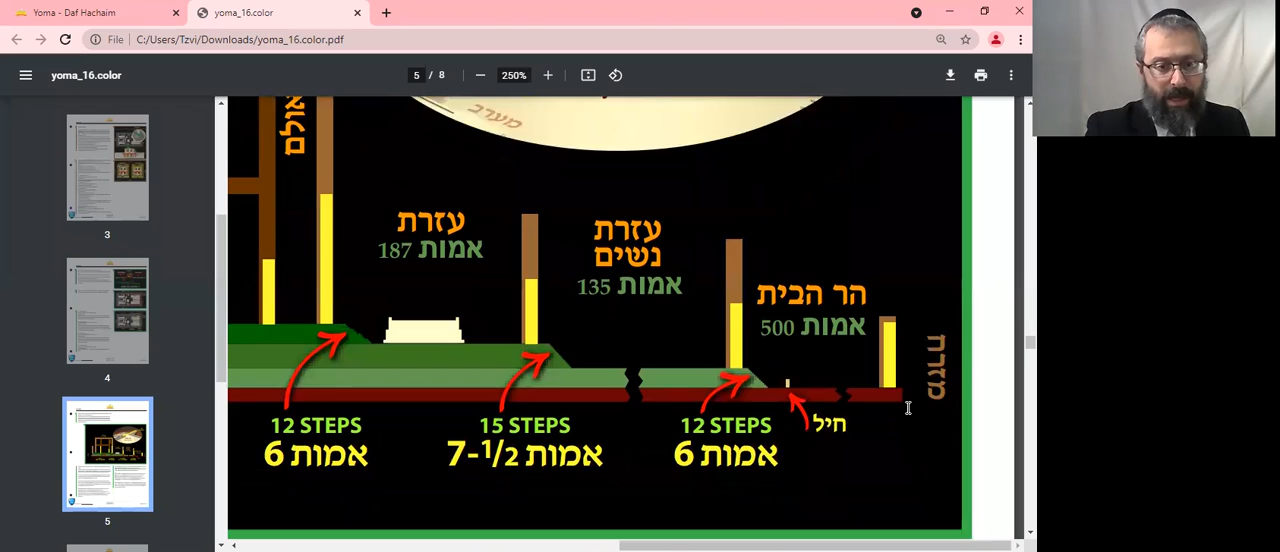 Yoma - Daf Hachaim
yoma_16.color
File
C:/Users/Tzvi/Downloads/yoma_16.color.pdf
yoma_16.color
5 / 8
250%
3
4
5
מערב
אולם
עזרת
187 אמות
עזרת
נשים
135 אמות
הר הבית
500 אמות
מזרח
12 STEPS
6 אמות
15 STEPS
7-1/2 אמות
12 STEPS
6 אמות
חיל